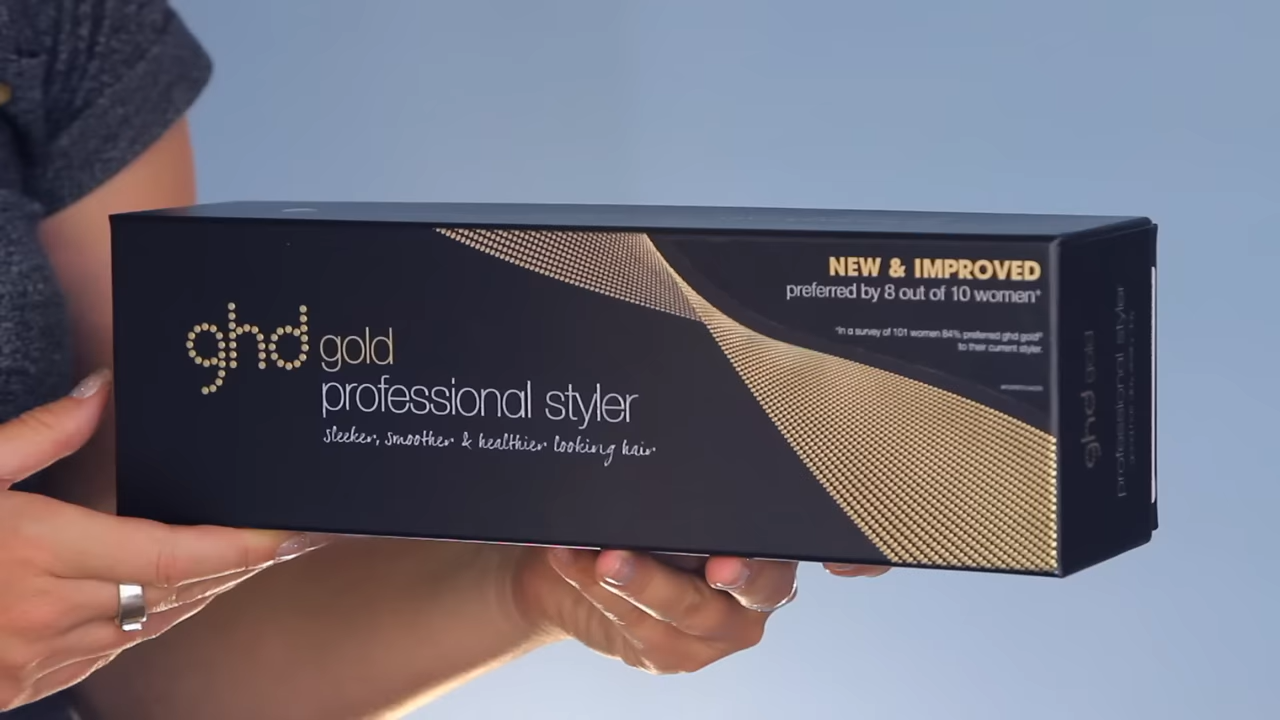 ghd gold
professional styler
sleeker, smoother & healthier looking hair
NEW & IMPROVED
preferred by 8 out of 10 women*
*In a survey of 101 women 84% preferred ghd gold®
to their current styler.
ghd gold
professional styler